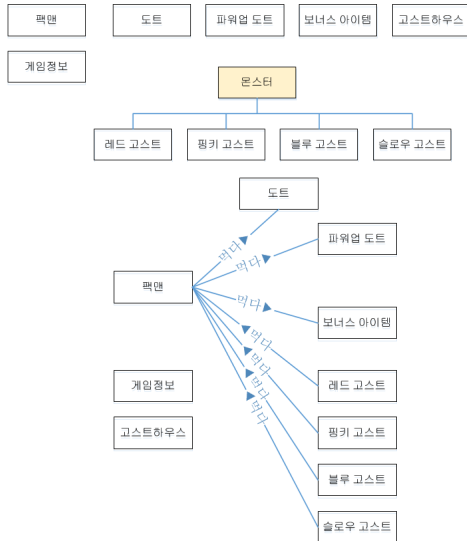 팩맨
도트
파워업 도트
보너스 아이템
고스트하우스
게임정보
몬스터
레드 고스트
핑키 고스트
블루 고스트
슬로우 고스트
도트
먹다
파워업 도트
먹다
팩맨
먹다
보너스 아이템
먹다
레드 고스트
먹다
게임정보
먹다
핑키 고스트
고스트하우스
먹다
블루 고스트
슬로우 고스트